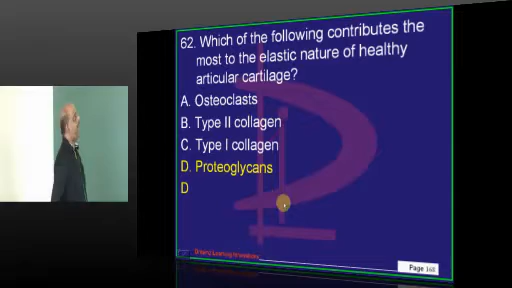 62. Which of the following contributes the
most to the elastic nature of healthy
articular cartilage?
A. Osteoclasts
B. Type II collagen
C. Type I collagen
D. Proteoglycans
D
Page 168